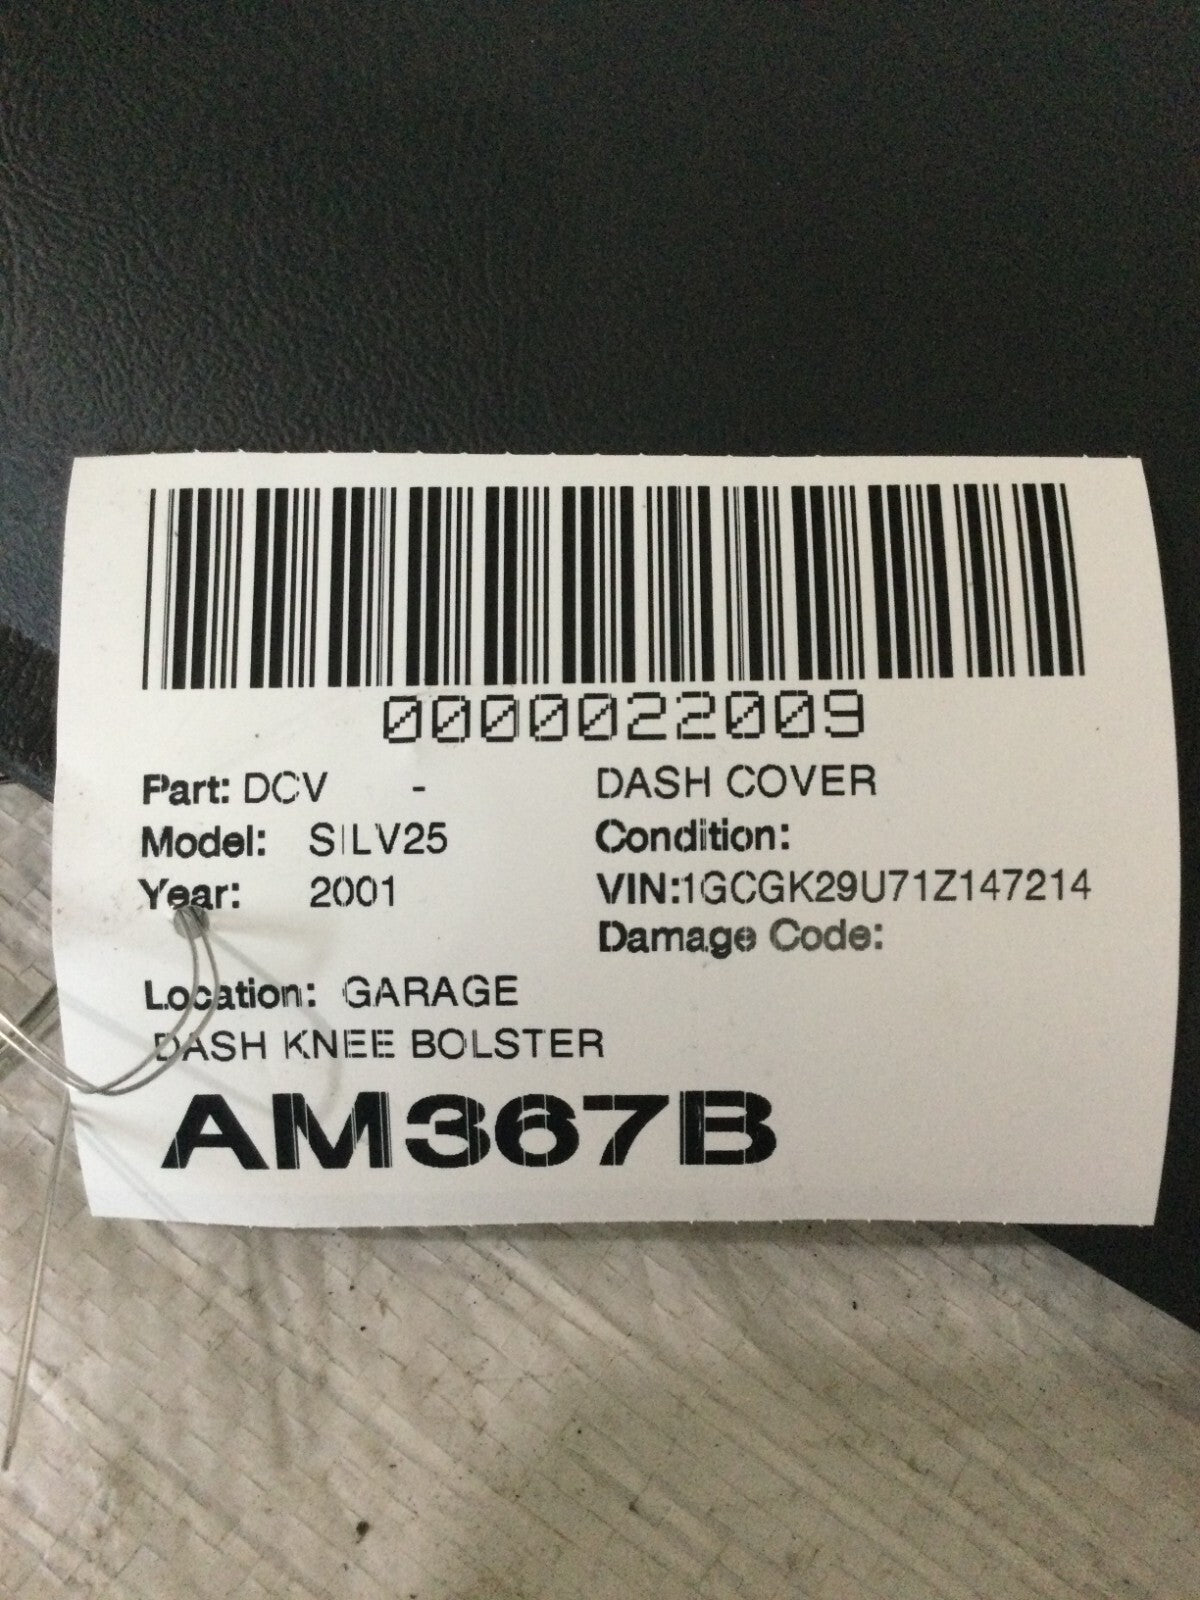 0000022009
Part: DCV - DASH COVER
Model: SILV25 Condition:
Year: 2001 VIN:1GCGK29U71Z147214
Damage Code:
Location: GARAGE
DASH KNEE BOLSTER
AM367B